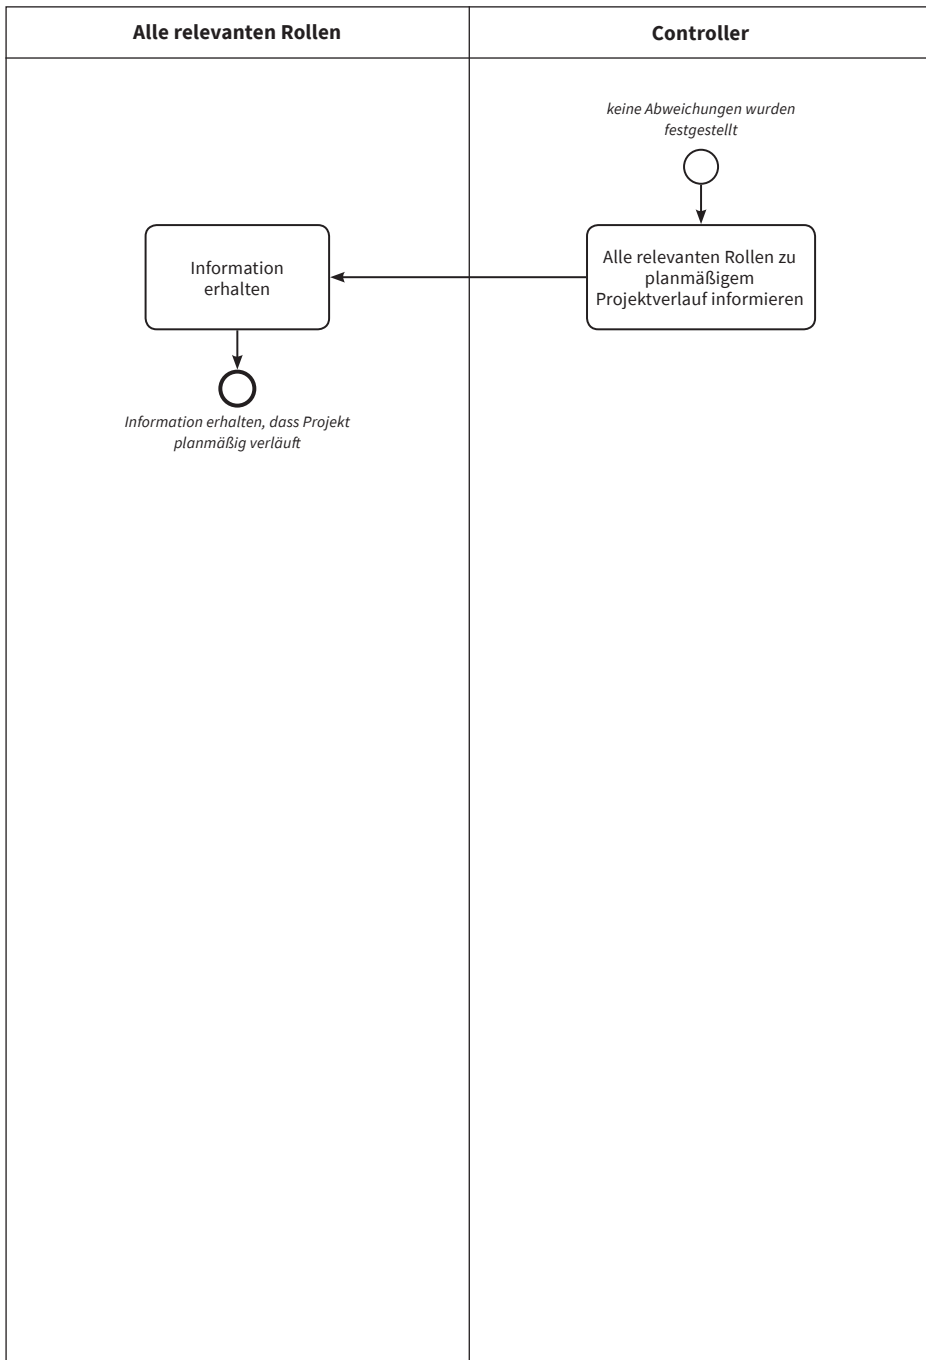 Alle relevanten Rollen
Controller
keine Abweichungen wurden
festgestellt
Alle relevanten Rollen zu
planmäßigem
Projektverlauf informieren
Information
erhalten
Information erhalten, dass Projekt
planmäßig verläuft